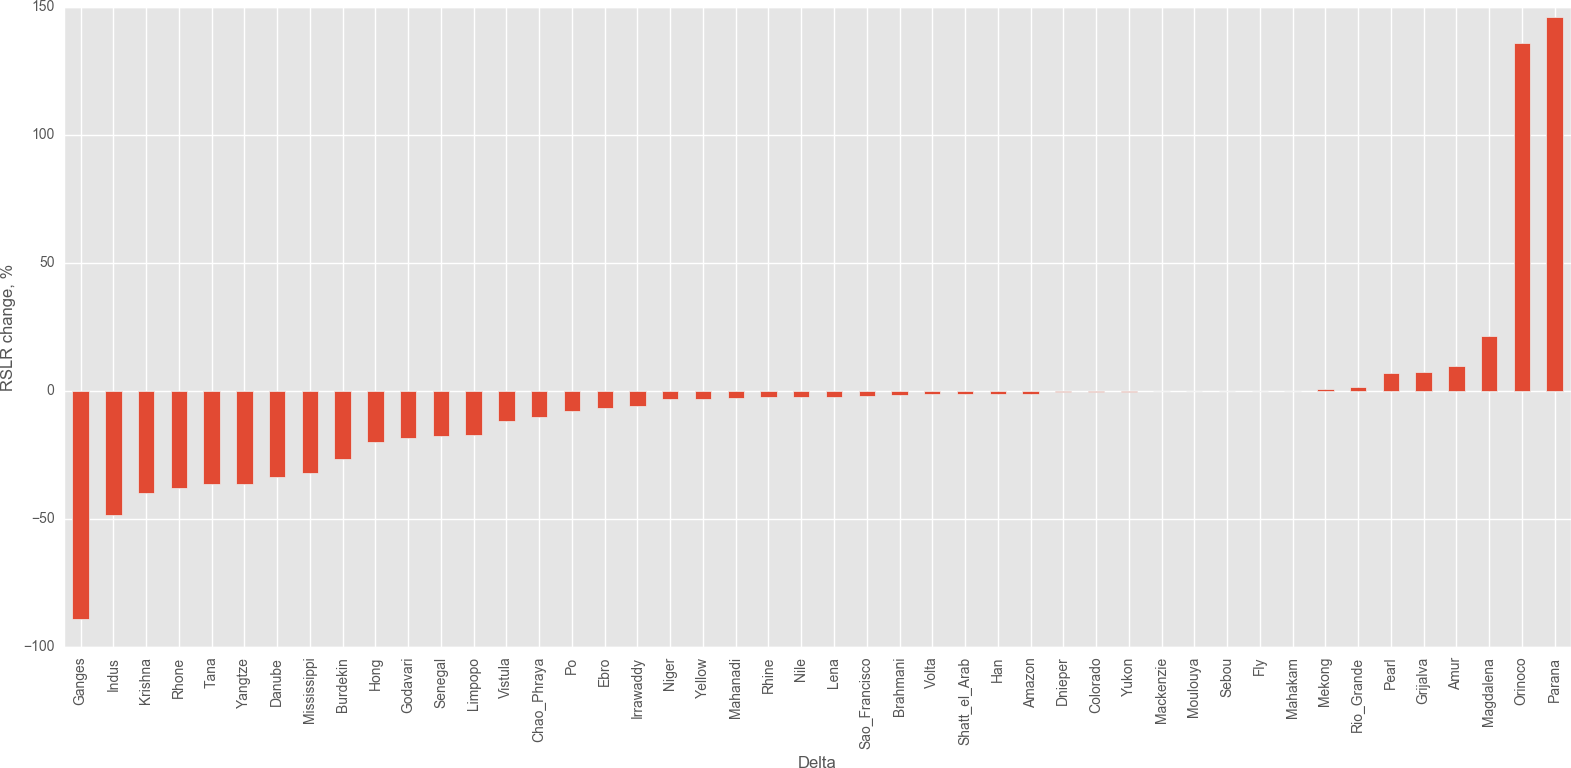 150
100
50
0
−50
−100
RSLR change, %
Ganges
Indus
Krishna
Rhone
Tana
Yangtze
Danube
Mississippi
Burdekin
Hong
Godavari
Senegal
Limpopo
Vistula
Chao_Phraya
Po
Ebro
Irrawaddy
Niger
Yellow
Mahanadi
Rhine
Nile
Lena
Sao_Francisco
Brahmani
Volta
Shatt_el_Arab
Han
Amazon
Dnieper
Colorado
Yukon
Mackenzie
Moulouya
Sebou
Fly
Mahakam
Mekong
Rio_Grande
Pearl
Grijalva
Amur
Magdalena
Orinoco
Parana
Delta